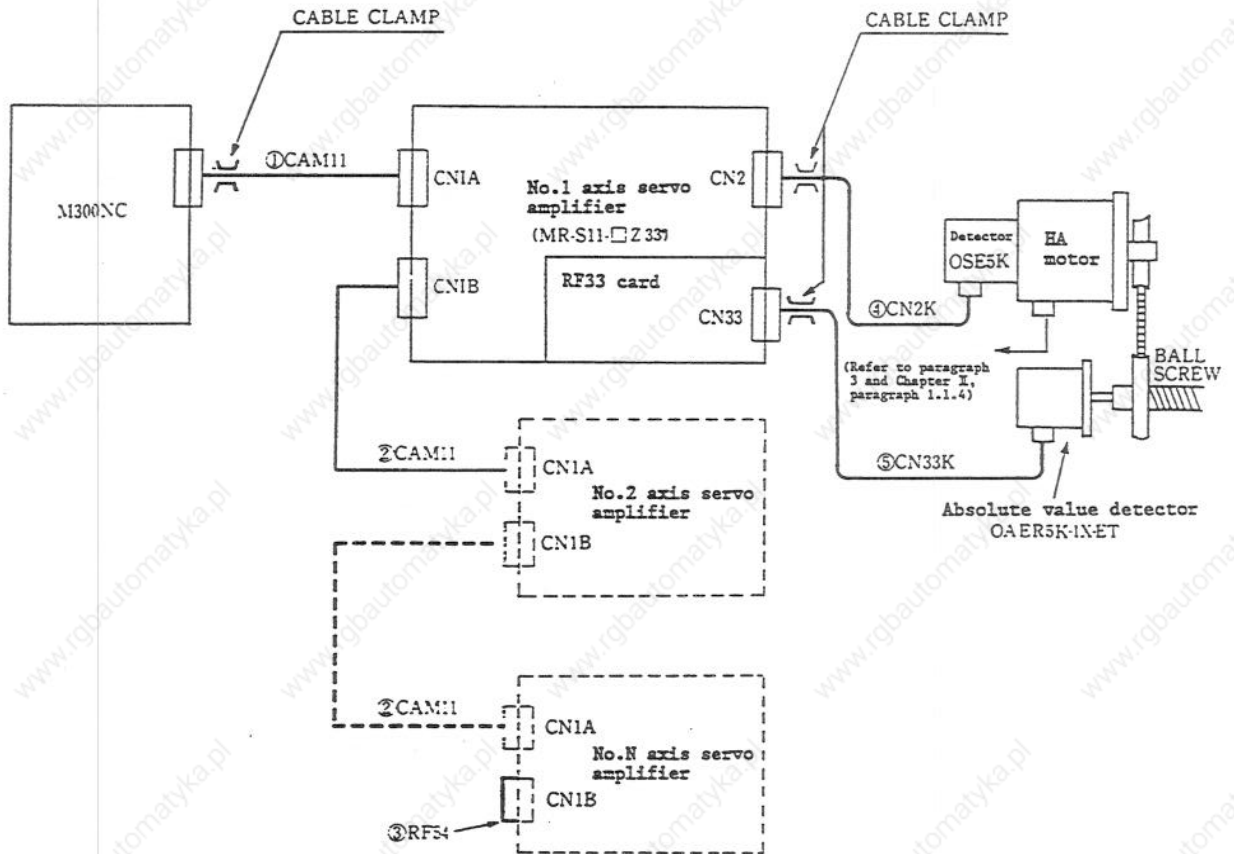 CABLE CLAMP
CABLE CLAMP
M300NC
①CAM11
CN1A
No.1 axis servo
amplifier
(MR-S11-□Z33)
CN2
CN1B
RF33 card
CN33
Detector
OSE5K
HA
motor
④CN2K
(Refer to paragraph
3 and Chapter II,
paragraph 1.1.4)
BALL
SCREW
②CAM11
CN1A
No.2 axis servo
amplifier
CN1B
⑤CN33K
Absolute value detector
OAER5K-1X-ET
②CAM11
CN1A
No.N axis servo
amplifier
CN1B
③RF54
www.rgbautomatyka.pl